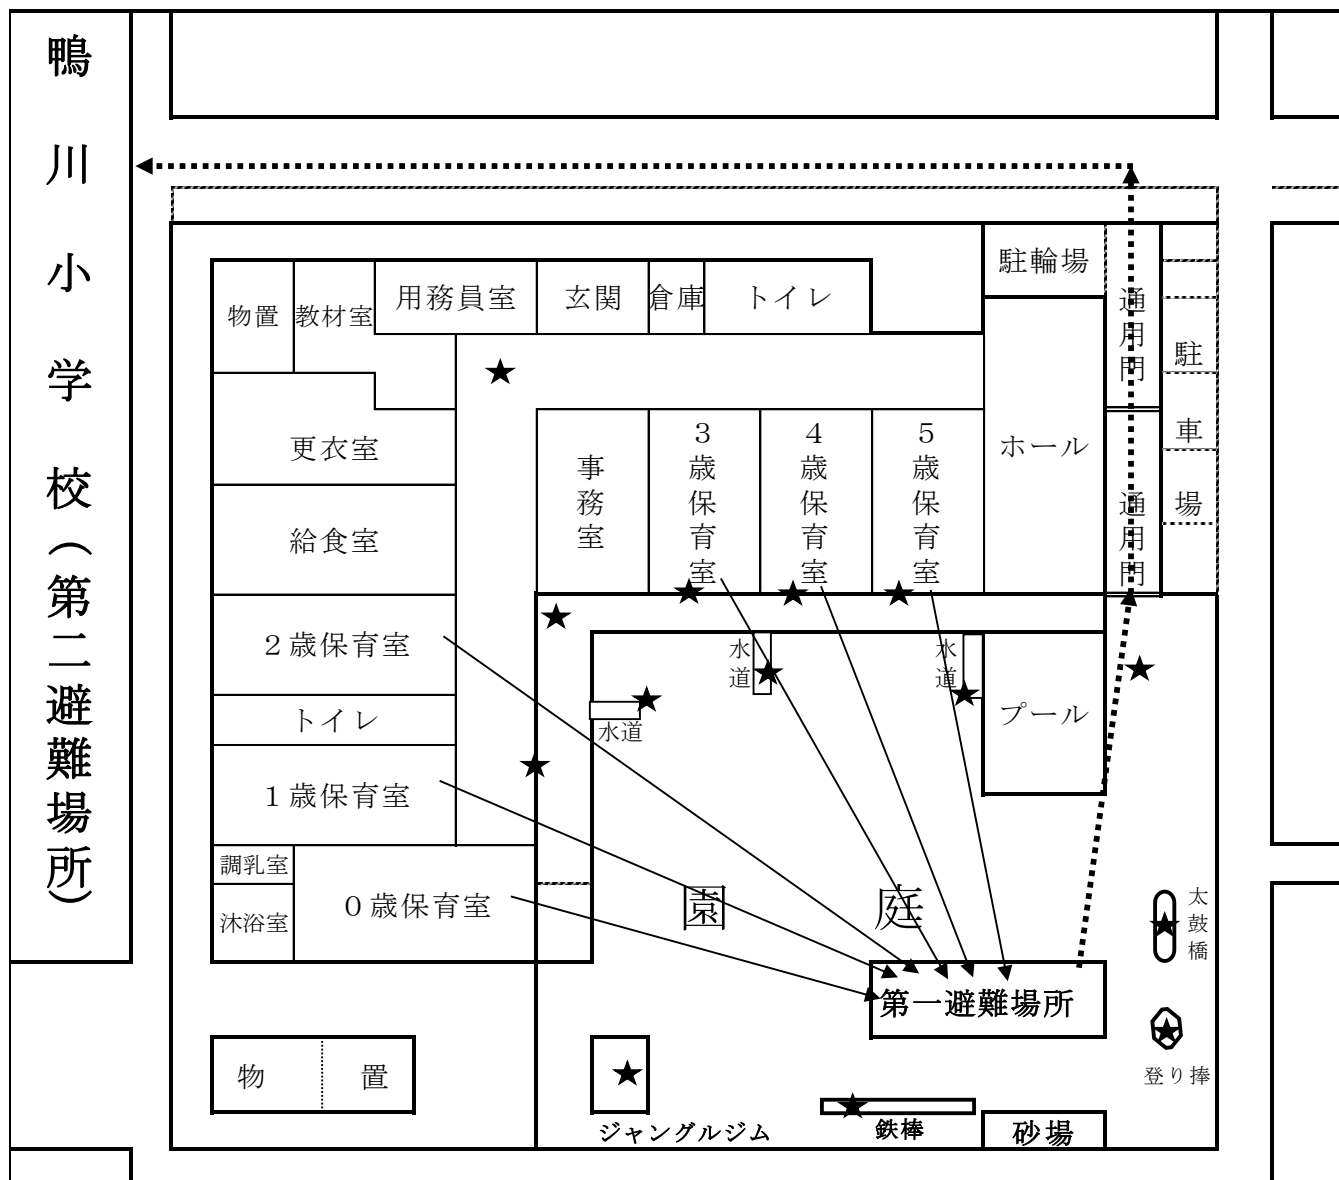 鴨川小学校（第二避難場所）
駐輪場
物置
教材室
用務員室
玄関
倉庫
トイレ
通用門
駐車場
更衣室
事務室
３歳保育室
４歳保育室
５歳保育室
ホール
給食室
通用門
２歳保育室
水道
水道
水道
プール
トイレ
１歳保育室
調乳室
沐浴室
０歳保育室
園庭
太鼓橋
第一避難場所
物置
登り捧
ジャングルジム
鉄棒
砂場